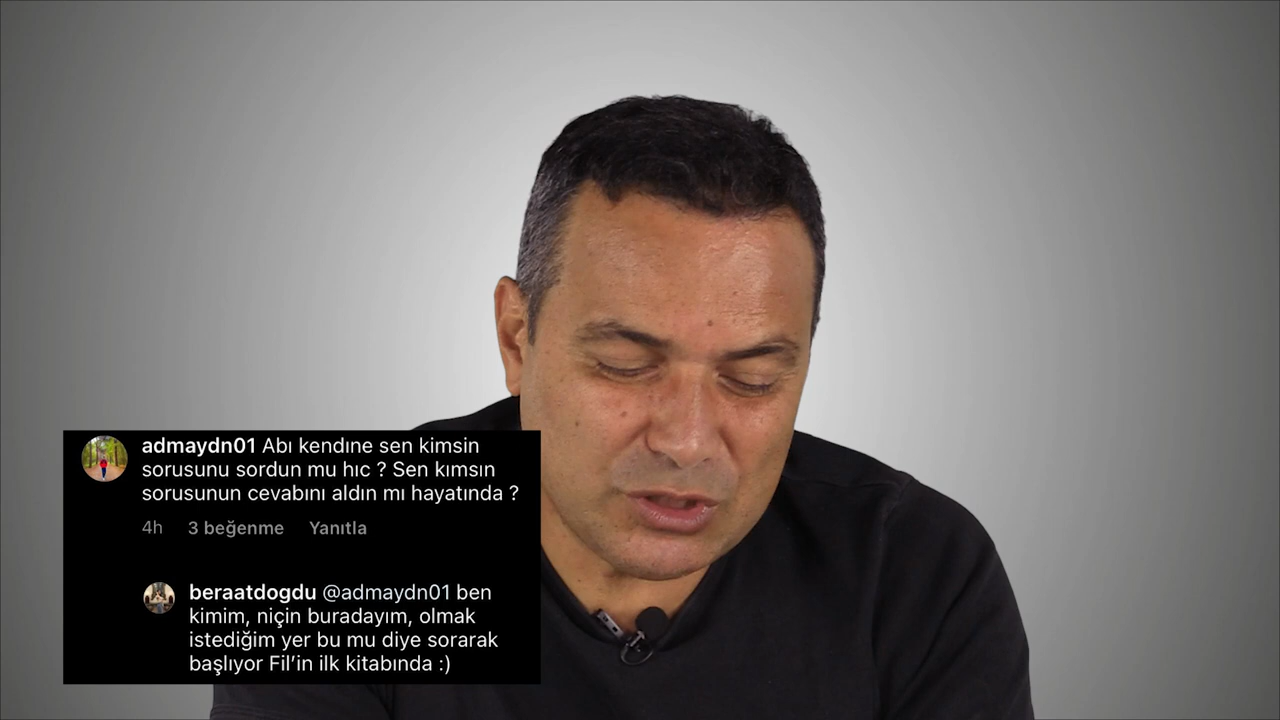 admaydn01 Abı kendıne sen kimsin
sorusunu sordun mu hıc ? Sen kımsın
sorusunun cevabını aldın mı hayatında ?
4h 3 beğenme Yanıtla
beraatdogdu @admaydn01 ben
kimim, niçin buradayım, olmak
istediğim yer bu mu diye sorarak
başlıyor Fil’in ilk kitabında :)